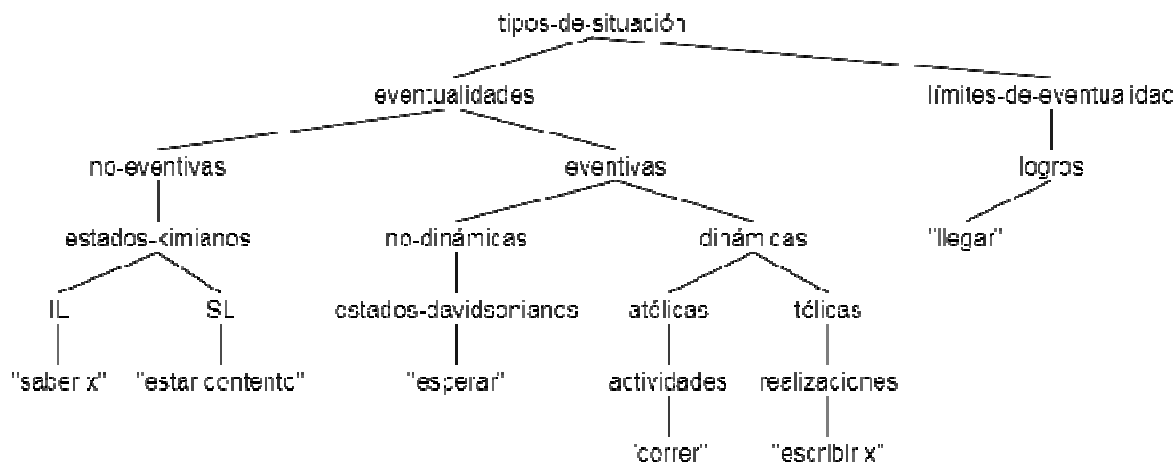 tipos-de-situación
eventualidades límites-de-eventualidad
no-eventivas eventivas logros
estados-kimianos no-dinámicas dinámicas "llegar"
IL SL estados-davidsonianos atélicas télicas
"saber x" "estar contento" "esperar" actividades realizaciones
"correr" "escribir x"